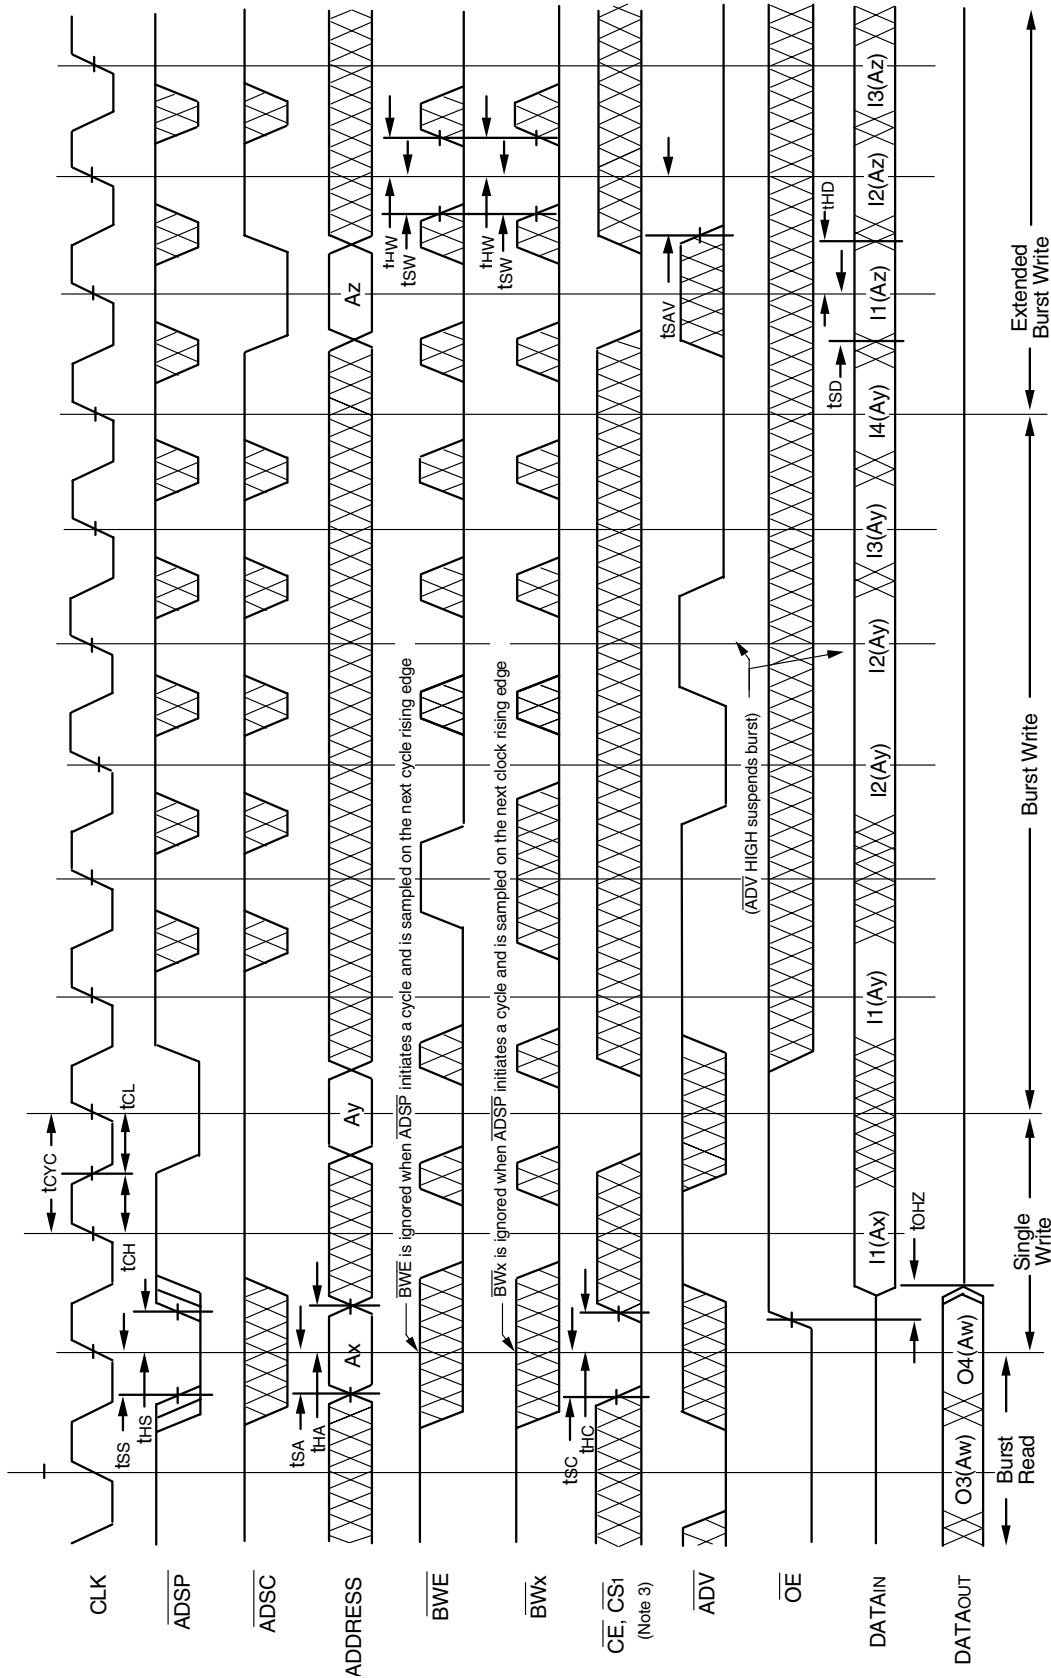 CLK
tCYC
tCH
tCL
ADSP
tSS
tHS
ADSC
ADDRESS
tSA
tHA
Ax
Ay
Az
BWE
BWE is ignored when ADSP initiates a cycle and is sampled on the next cycle rising edge
tHW
tSW
BWx
BWx is ignored when ADSP initiates a cycle and is sampled on the next clock rising edge
tHW
tSW
CE, CS1
(Note 3)
tSC
tHC
ADV
tSAV
(ADV HIGH suspends burst)
OE
DATAIN
I1(Ax)
I1(Ay)
I2(Ay)
I2(Ay)
I3(Ay)
I4(Ay)
I1(Az)
I2(Az)
I3(Az)
tSD
tHD
tOHZ
DATAOUT
O3(Aw)
O4(Aw)
Burst
Read
Single
Write
Burst Write
Extended
Burst Write